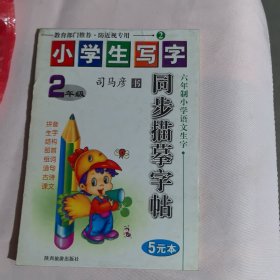 ·教育部门推荐·防近视专用·
②
小学生写字
2年级
司马彦 书
六年制小学语文生字
同步描摹字帖
拼音
生字
结构
部首
组词
造句
古诗
课文
5元本
陕西旅游出版社